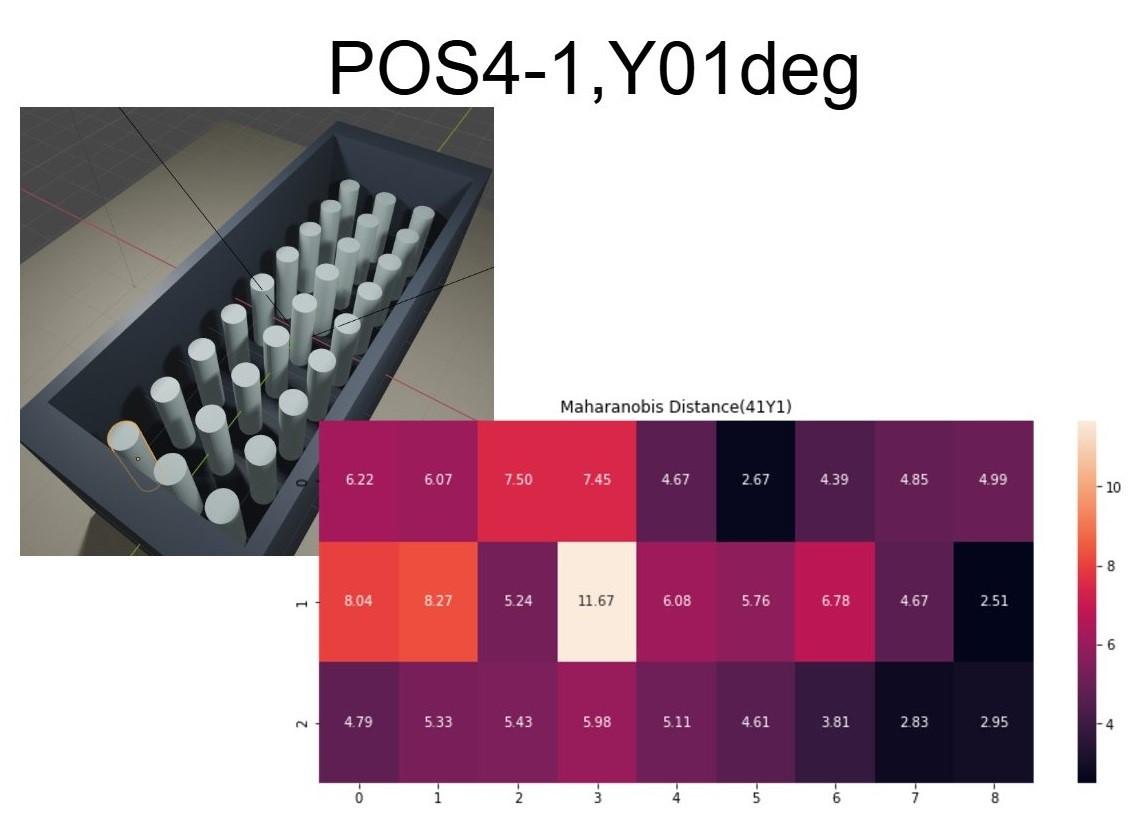 POS4-1,Y01deg
Maharanobis Distance(41Y1)
0 6.22 6.07 7.50 7.45 4.67 2.67 4.39 4.85 4.99
1 8.04 8.27 5.24 11.67 6.08 5.76 6.78 4.67 2.51
2 4.79 5.33 5.43 5.98 5.11 4.61 3.81 2.83 2.95
0 1 2 3 4 5 6 7 8
10
8
6
4